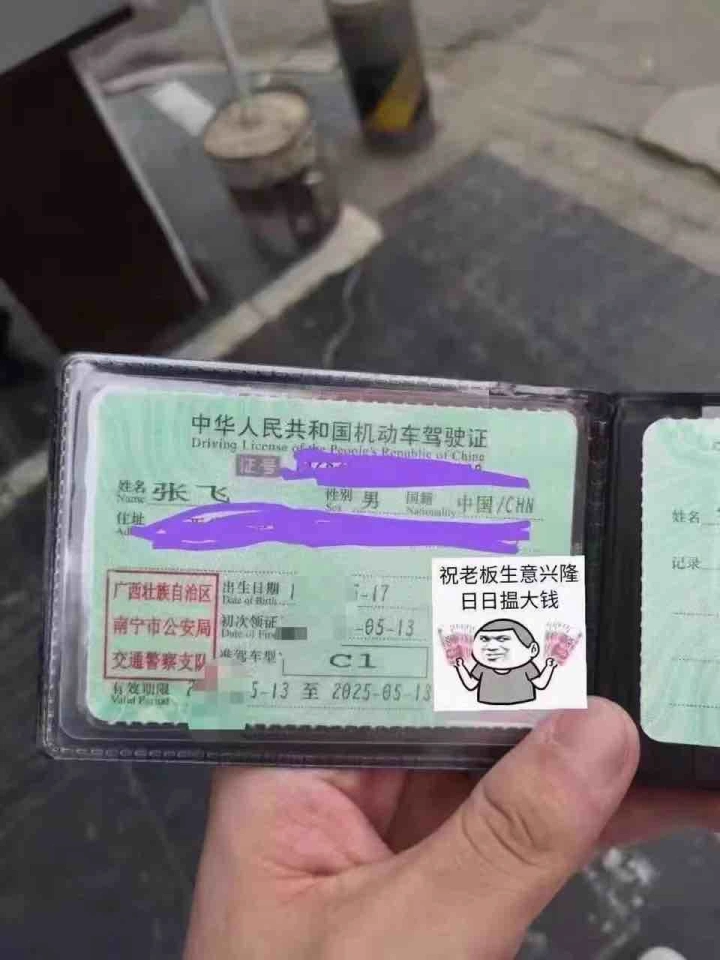 中华人民共和国机动车驾驶证
Driving License of the People's Republic of China
证号
姓名 张飞 性别 男 国籍 中国/CHN
Name Sex Nationality
住址
广西壮族自治区
南宁市公安局
交通警察支队
出生日期 1 -17
Date of Birth
初次领证 -05-13
Date of Firs
准驾车型 C1
有效期限 2 5-13 至 2025-05-13
Valid Period
祝老板生意兴隆
日日揾大钱
姓名
记录